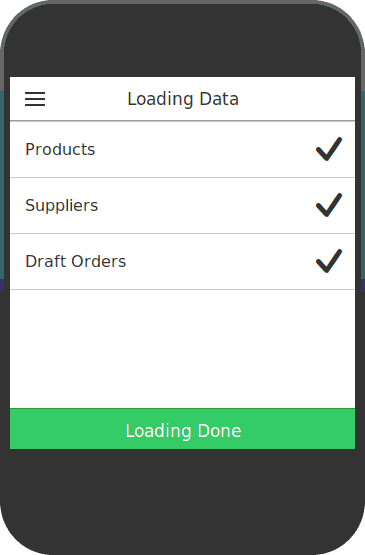 Loading Data
Products
Suppliers
Draft Orders
Loading Done